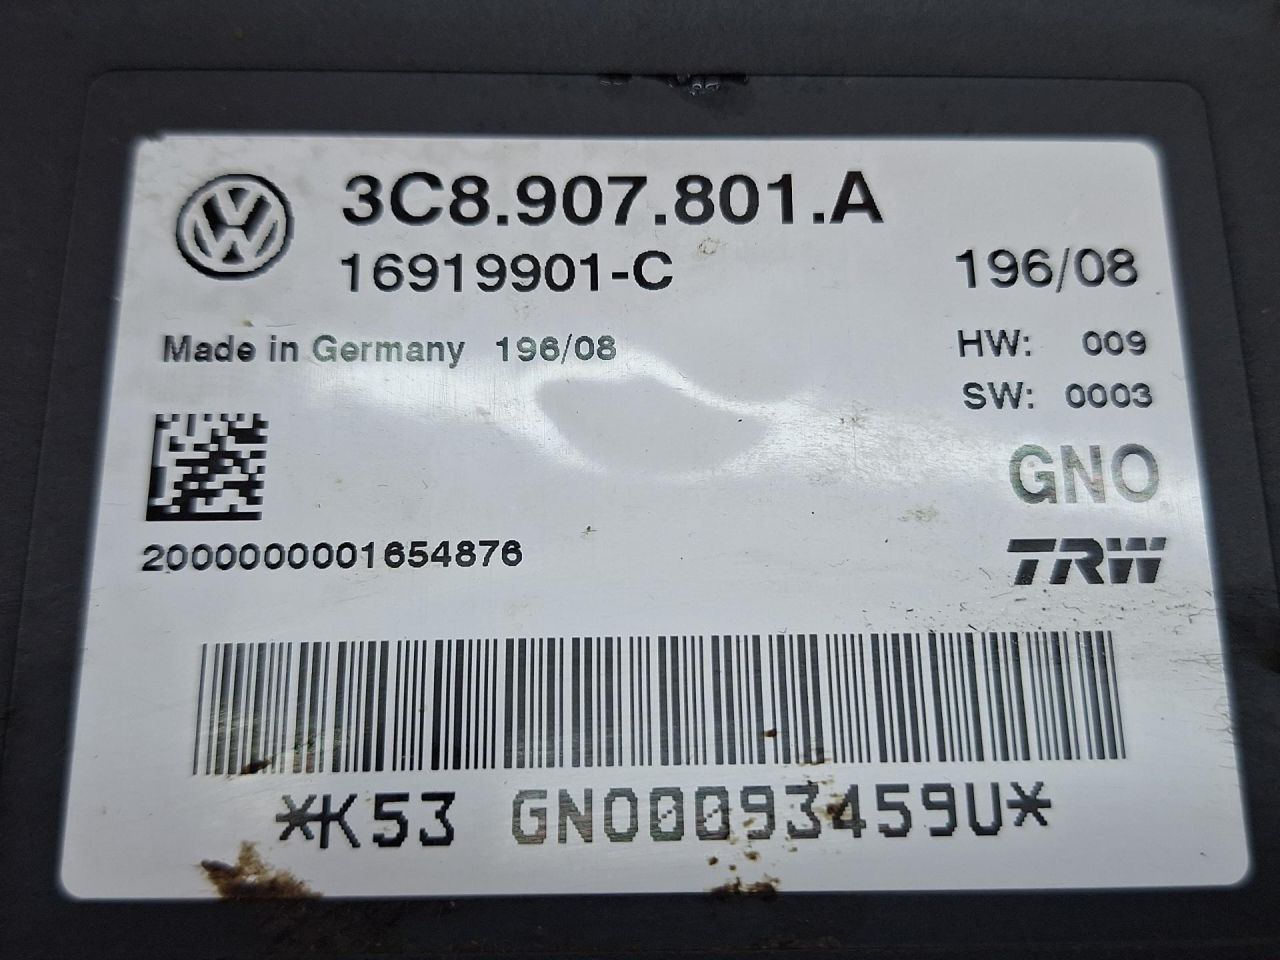 3C8.907.801.A
16919901-C
196/08
Made in Germany 196/08
HW: 009
SW: 0003
GNO
2000000001654876
TRW
*K53 GNO00093459U*